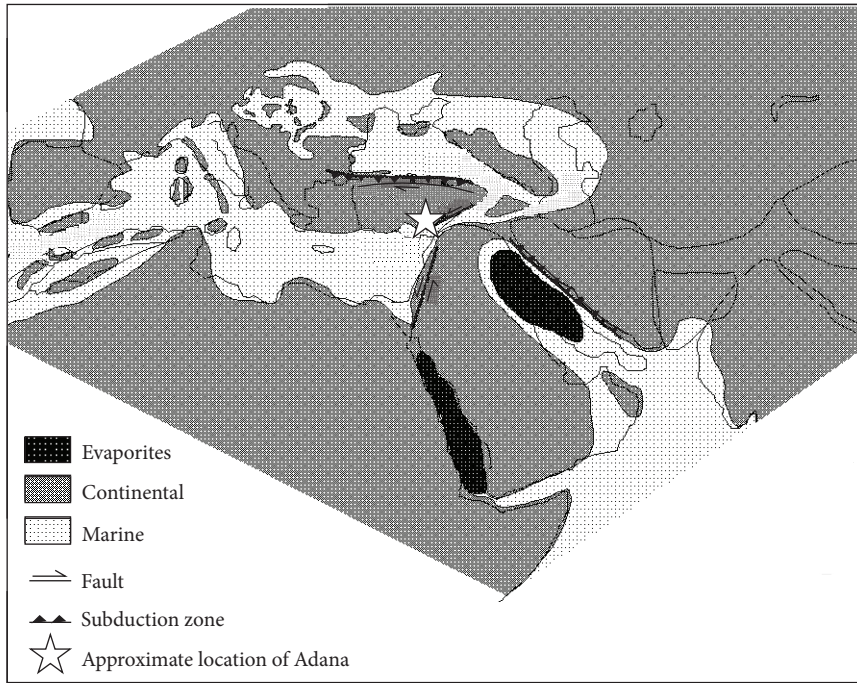 Evaporites
Continental
Marine
Fault
Subduction zone
Approximate location of Adana